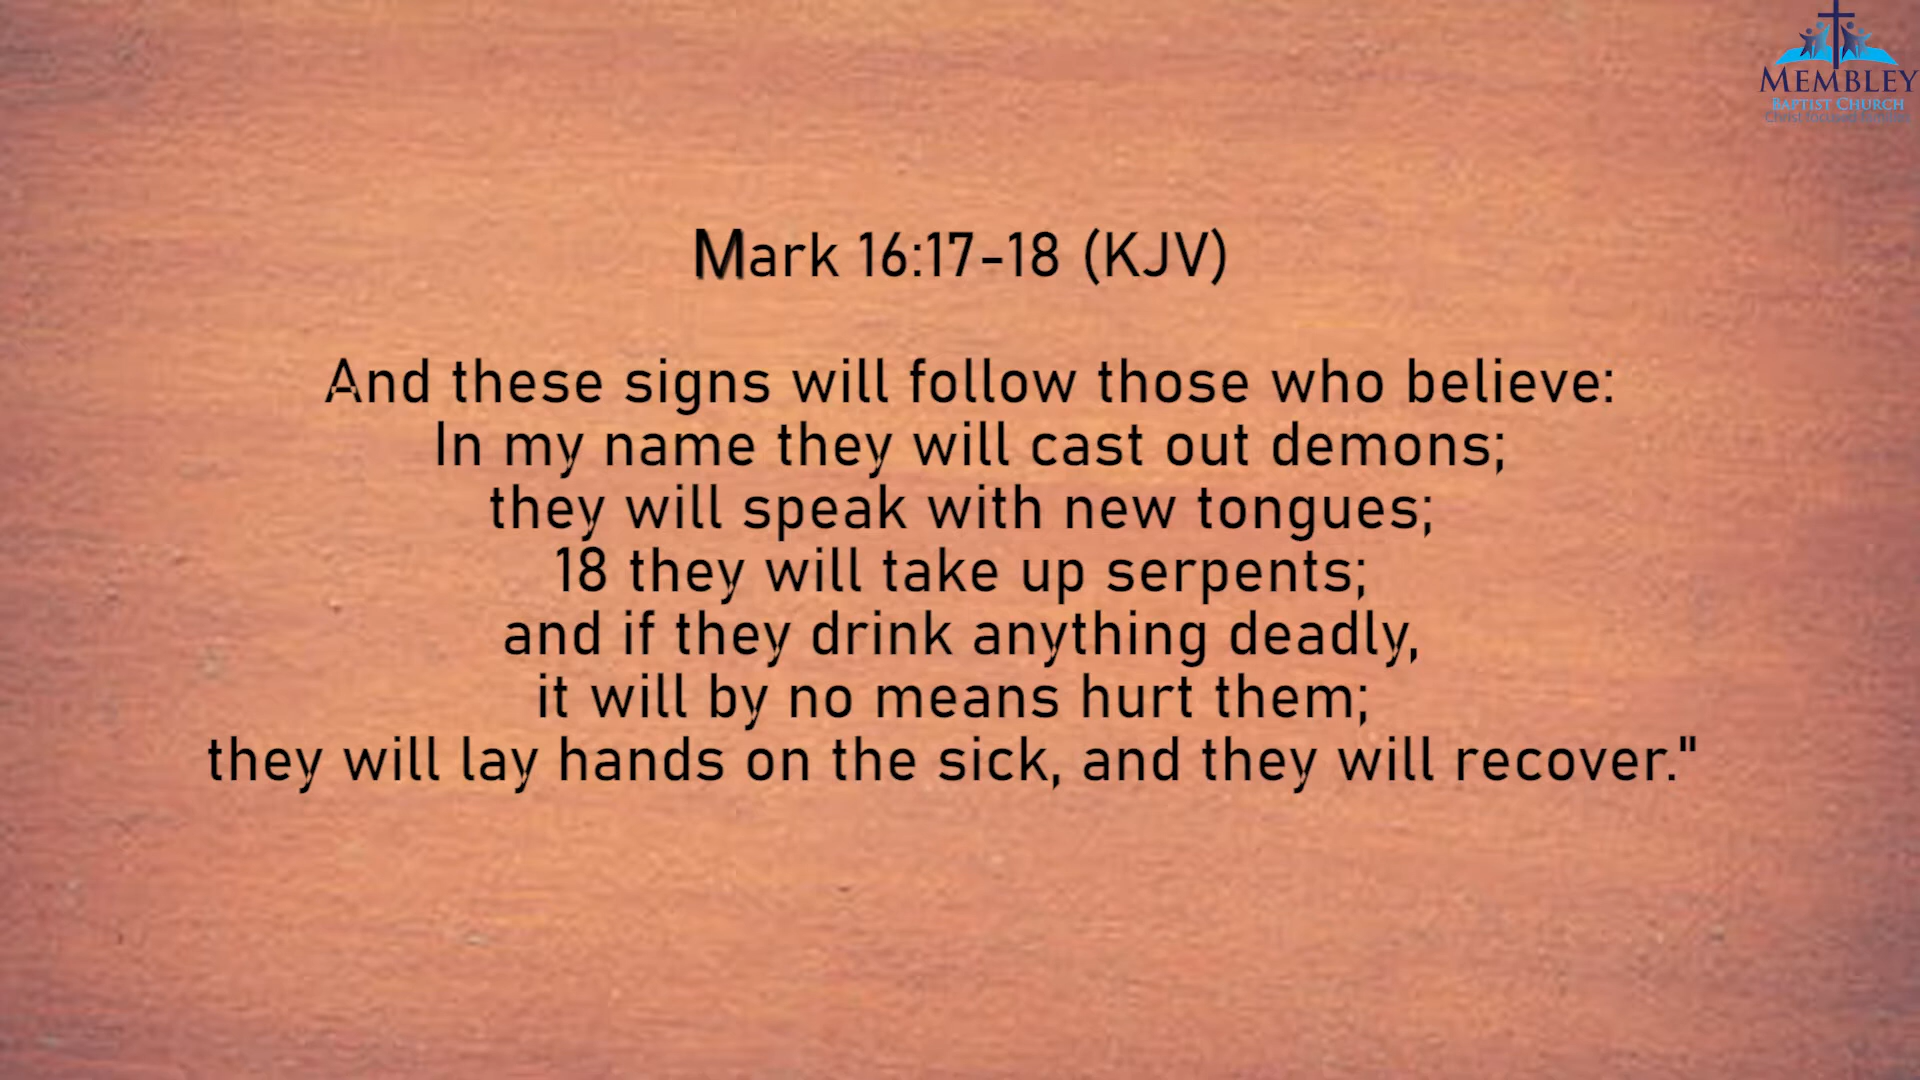 MEMBLEY
BAPTIST CHURCH
Mark 16:17-18 (KJV)
And these signs will follow those who believe:
In my name they will cast out demons;
they will speak with new tongues;
18 they will take up serpents;
and if they drink anything deadly,
it will by no means hurt them;
they will lay hands on the sick, and they will recover."